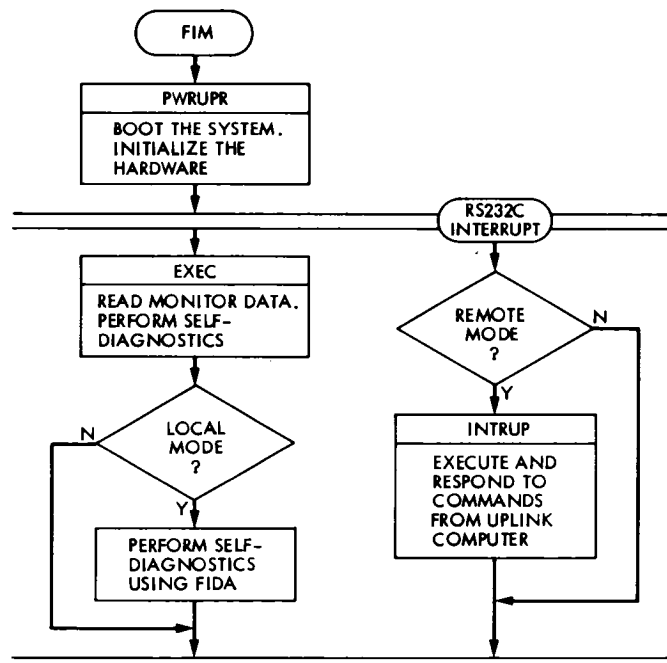 FIM
PWRUPR
BOOT THE SYSTEM.
INITIALIZE THE
HARDWARE
RS232C
INTERRUPT
EXEC
READ MONITOR DATA.
PERFORM SELF-
DIAGNOSTICS
LOCAL
MODE
?
N
Y
PERFORM SELF-
DIAGNOSTICS
USING FIDA
REMOTE
MODE
?
N
Y
INTRUP
EXECUTE AND
RESPOND TO
COMMANDS
FROM UPLINK
COMPUTER